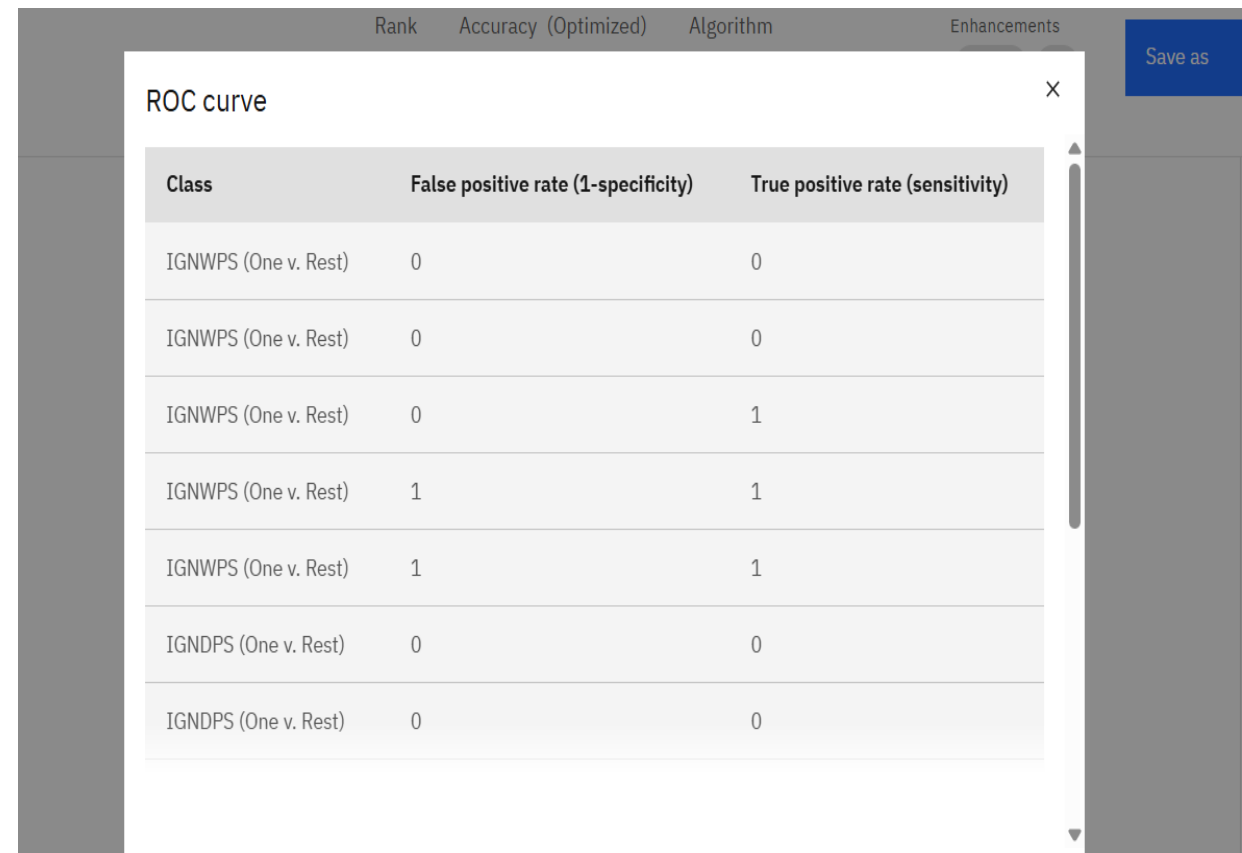 Rank Accuracy (Optimized) Algorithm Enhancements
Save as
ROC curve X
Class False positive rate (1-specificity) True positive rate (sensitivity)
IGNWPS (One v. Rest) 0 0
IGNWPS (One v. Rest) 0 0
IGNWPS (One v. Rest) 0 1
IGNWPS (One v. Rest) 1 1
IGNWPS (One v. Rest) 1 1
IGNDPS (One v. Rest) 0 0
IGNDPS (One v. Rest) 0 0